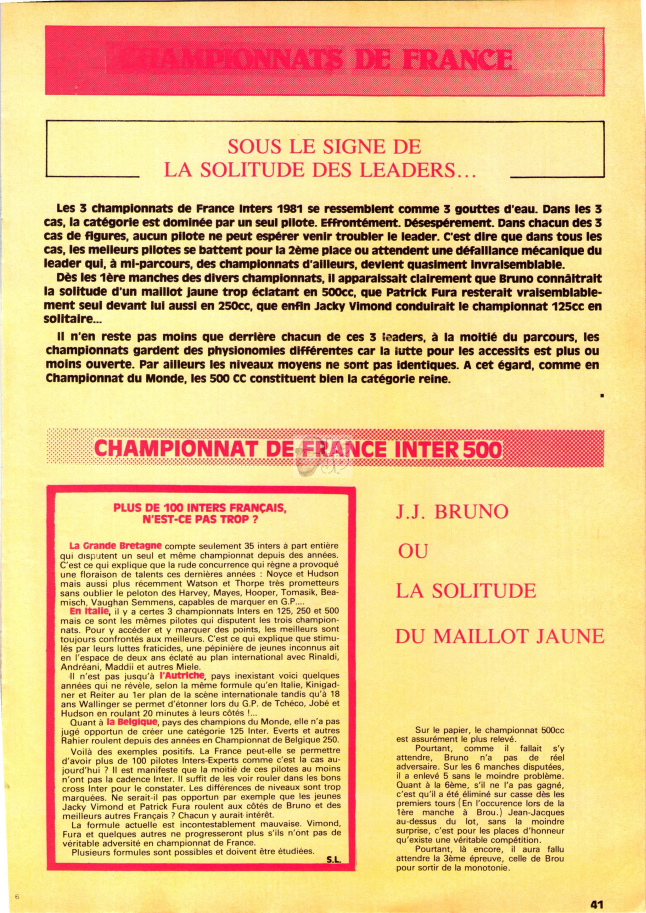 CHAMPIONNATS DE FRANCE
SOUS LE SIGNE DE
LA SOLITUDE DES LEADERS...
Les 3 championnats de France Inters 1981 se ressemblent comme 3 gouttes d'eau. Dans les 3
cas, la catégorie est dominée par un seul pilote. Effrontément. Désespérement. Dans chacun des 3
cas de figures, aucun pilote ne peut espérer venir troubler le leader. C'est dire que dans tous les
cas, les meilleurs pilotes se battent pour la 2ème place ou attendent une défaillance mécanique du
leader qui, à mi-parcours, des championnats d'ailleurs, devient quasiment invraisemblable.
Dès les 1ère manches des divers championnats, il apparaissait clairement que Bruno connaîtrait
la solitude d'un maillot jaune trop éclatant en 500cc, que Patrick Fura resterait vraisemblable-
ment seul devant lui aussi en 250cc, que enfin Jacky Vimond conduirait le championnat 125cc en
solitaire...
Il n'en reste pas moins que derrière chacun de ces 3 leaders, à la moitié du parcours, les
championnats gardent des physionomies différentes car la lutte pour les accessits est plus ou
moins ouverte. Par ailleurs les niveaux moyens ne sont pas identiques. A cet égard, comme en
Championnat du Monde, les 500 CC constituent bien la catégorie reine.
CHAMPIONNAT DE FRANCE INTER 500
PLUS DE 100 INTERS FRANÇAIS,
N'EST-CE PAS TROP ?
La Grande Bretagne compte seulement 35 inters à part entière
qui disputent un seul et même championnat depuis des années.
C'est ce qui explique que la rude concurrence qui règne a provoqué
une floraison de talents ces dernières années : Noyce et Hudson
mais aussi plus récemment Watson et Thorpe très prometteurs
sans oublier le peloton des Harvey, Mayes, Hooper, Tomasik, Bea-
misch, Vaughan Semmens, capables de marquer en G.P....
En Italie, il y a certes 3 championnats Inters en 125, 250 et 500
mais ce sont les mêmes pilotes qui disputent les trois champion-
nats. Pour y accéder et y marquer des points, les meilleurs sont
toujours confrontés aux meilleurs. C'est ce qui explique que stimu-
lés par leurs luttes fraticides, une pépinière de jeunes inconnus ait
en l'espace de deux ans éclaté au plan international avec Rinaldi,
Andréani, Maddii et autres Miele.
Il n'est pas jusqu'à l'Autriche, pays inexistant voici quelques
années qui ne révèle, selon la même formule qu'en Italie, Kinigad-
ner et Reiter au 1er plan de la scène internationale tandis qu'à 18
ans Wallinger se permet d'étonner lors du G.P. de Tchéco, Jobé et
Hudson en roulant 20 minutes à leurs côtés !...
Quant à la Belgique, pays des champions du Monde, elle n'a pas
jugé opportun de créer une catégorie 125 Inter. Everts et autres
Rahier roulent depuis des années en Championnat de Belgique 250.
Voilà des exemples positifs. La France peut-elle se permettre
d'avoir plus de 100 pilotes Inters-Experts comme c'est la cas au-
jourd'hui ? Il est manifeste que la moitié de ces pilotes au moins
n'ont pas la cadence Inter. Il suffit de les voir rouler dans les bons
cross Inter pour le constater. Les différences de niveaux sont trop
marquées. Ne serait-il pas opportun par exemple que les jeunes
Jacky Vimond et Patrick Fura roulent aux côtés de Bruno et des
meilleurs autres Français ? Chacun y aurait intérêt.
La formule actuelle est incontestablement mauvaise. Vimond,
Fura et quelques autres ne progresseront plus s'ils n'ont pas de
véritable adversité en championnat de France.
Plusieurs formules sont possibles et doivent être étudiées.
S.L.
J.J. BRUNO
OU
LA SOLITUDE
DU MAILLOT JAUNE
Sur le papier, le championnat 500cc
est assurément le plus relevé.
Pourtant, comme il fallait s'y
attendre, Bruno n'a pas de réel
adversaire. Sur les 6 manches disputées,
il a enlevé 5 sans le moindre problème.
Quant à la 6ème, s'il ne l'a pas gagné,
c'est qu'il a été éliminé sur casse dès les
premiers tours (En l'occurence lors de la
1ère manche à Brou.) Jean-Jacques
au-dessus du lot, sans la moindre
surprise, c'est pour les places d'honneur
qu'existe une véritable compétition.
Pourtant, là encore, il aura fallu
attendre la 3ème épreuve, celle de Brou
pour sortir de la monotonie.
6
41